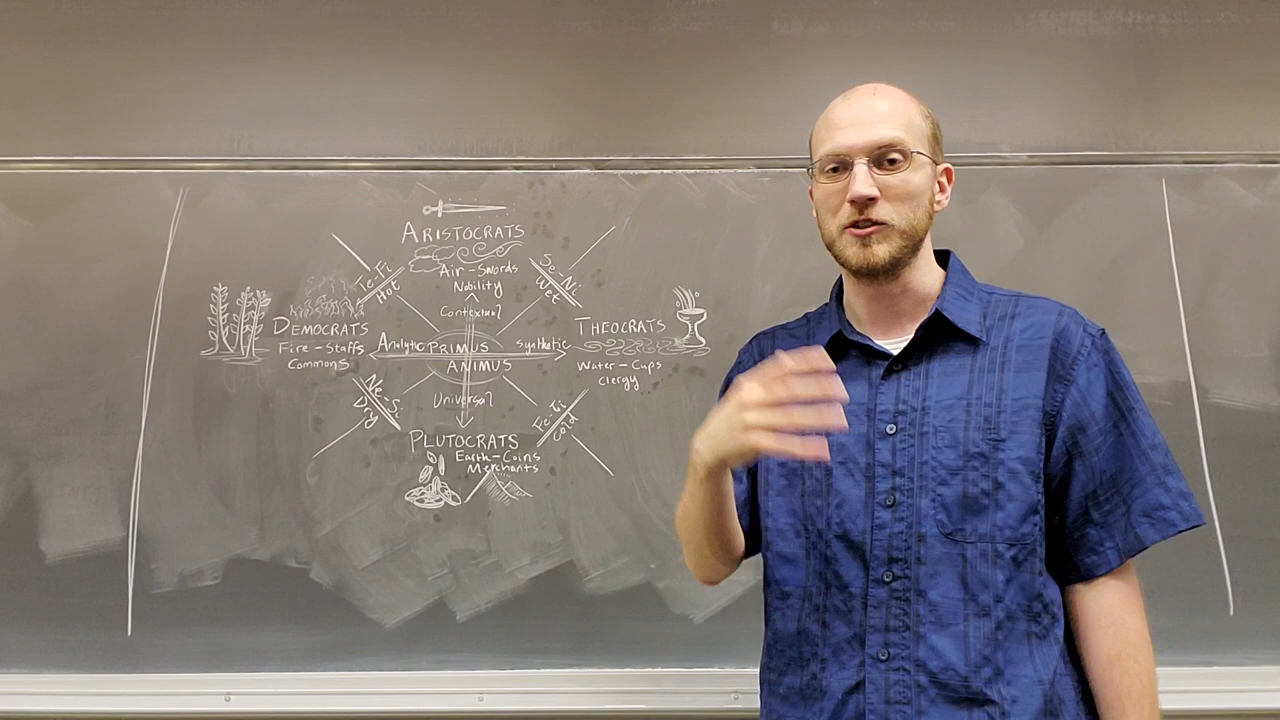 ARISTOCRATS
Air-Swords
Nobility
Te-Fi
Hot
Se-Ni
Wet
Contextual
DEMOCRATS
Fire-Staffs
Commons
Analytic
PRIMUS
synthetic
ANIMUS
THEOCRATS
Water-Cups
Clergy
Ne-Si
Dry
Universal
Fe-Ti
Cold
PLUTOCRATS
Earth-Coins
Merchants